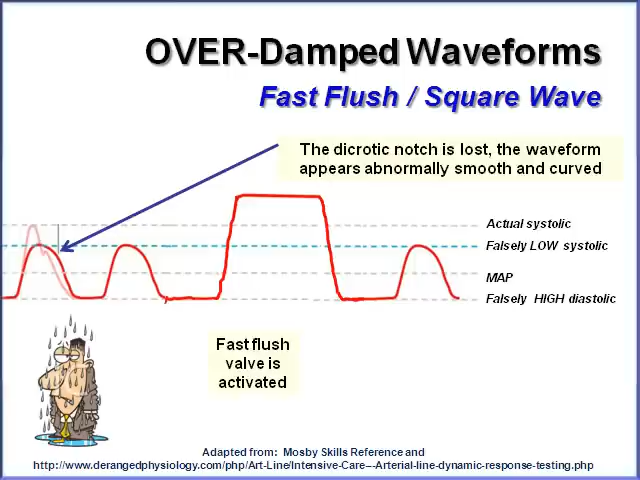 OVER-Damped Waveforms
Fast Flush / Square Wave
The dicrotic notch is lost, the waveform
appears abnormally smooth and curved
Actual systolic
Falsely LOW systolic
MAP
Falsely HIGH diastolic
Fast flush
valve is
activated
Adapted from: Mosby Skills Reference and
http://www.derangedphysiology.com/php/Art-Line/Intensive-Care---Arterial-line-dynamic-response-testing.php